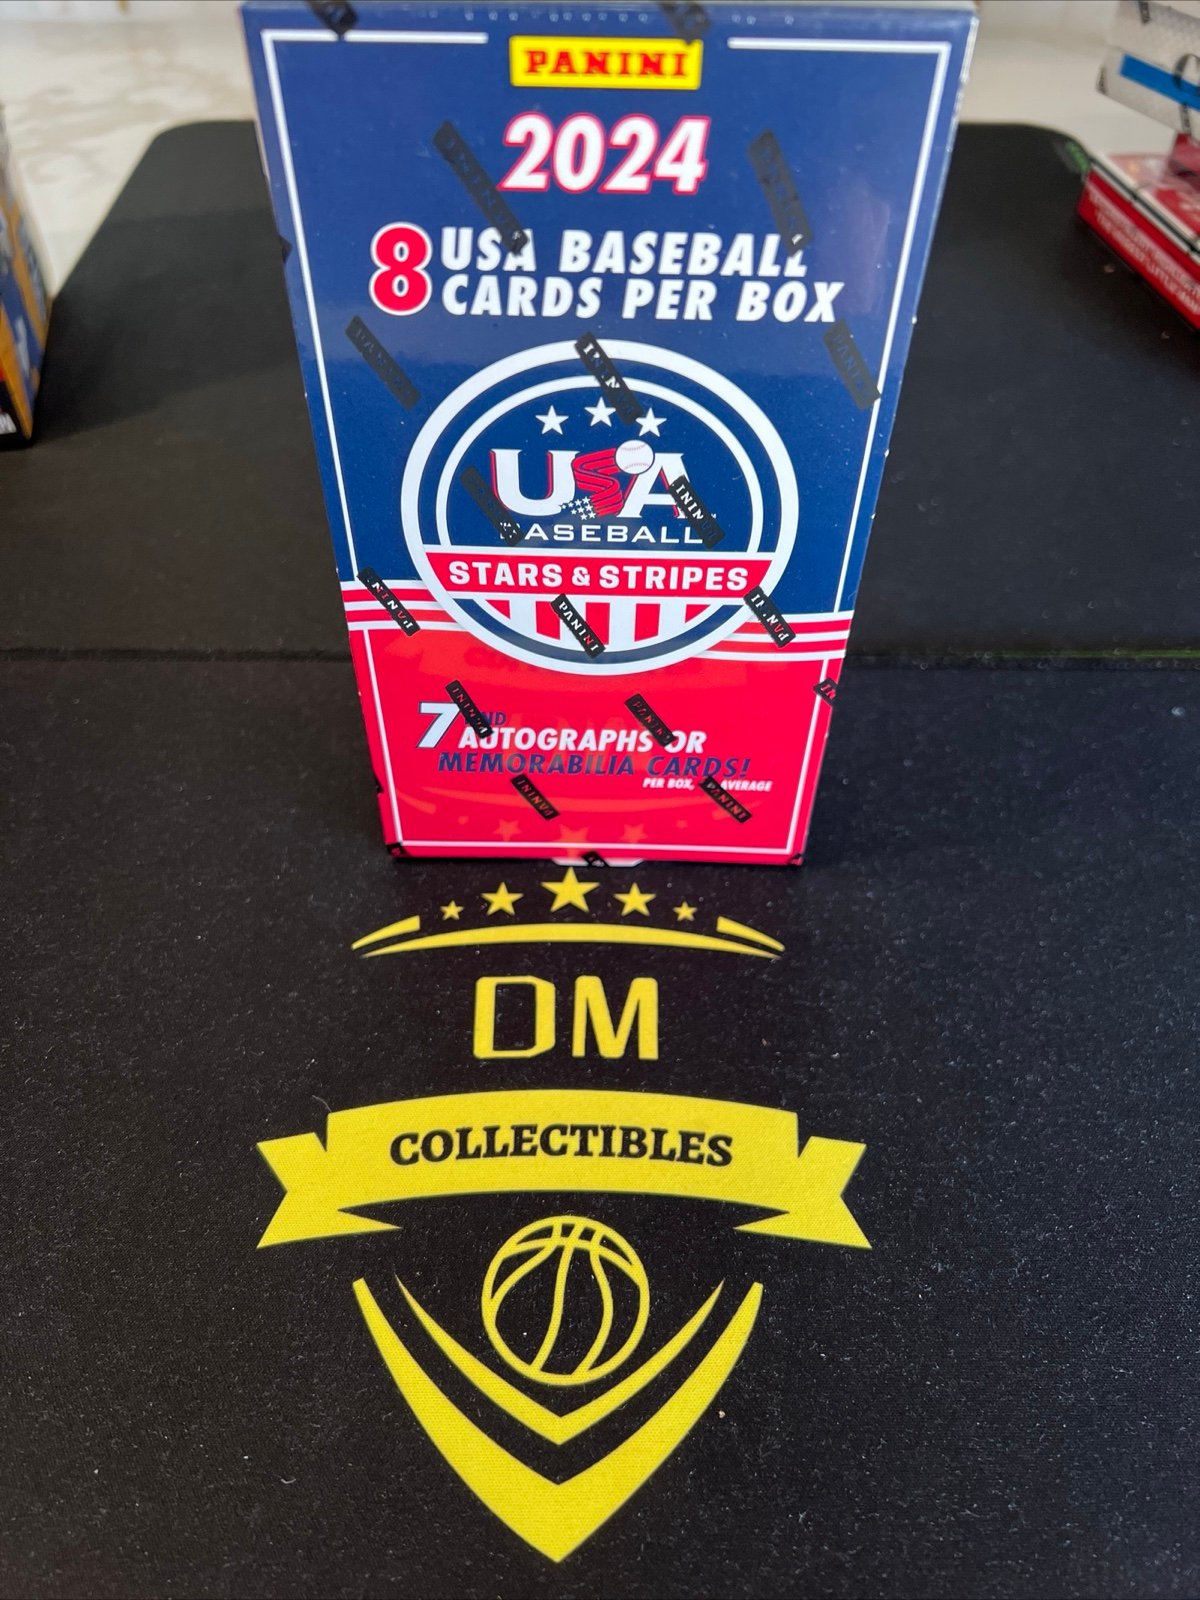 PANINI
2024
8 USA BASEBALL
CARDS PER BOX
USA
BASEBALL
STARS & STRIPES
7
AUTOGRAPHS OR
MEMORABILIA CARDS!
PER BOX, AVERAGE
DM
COLLECTIBLES